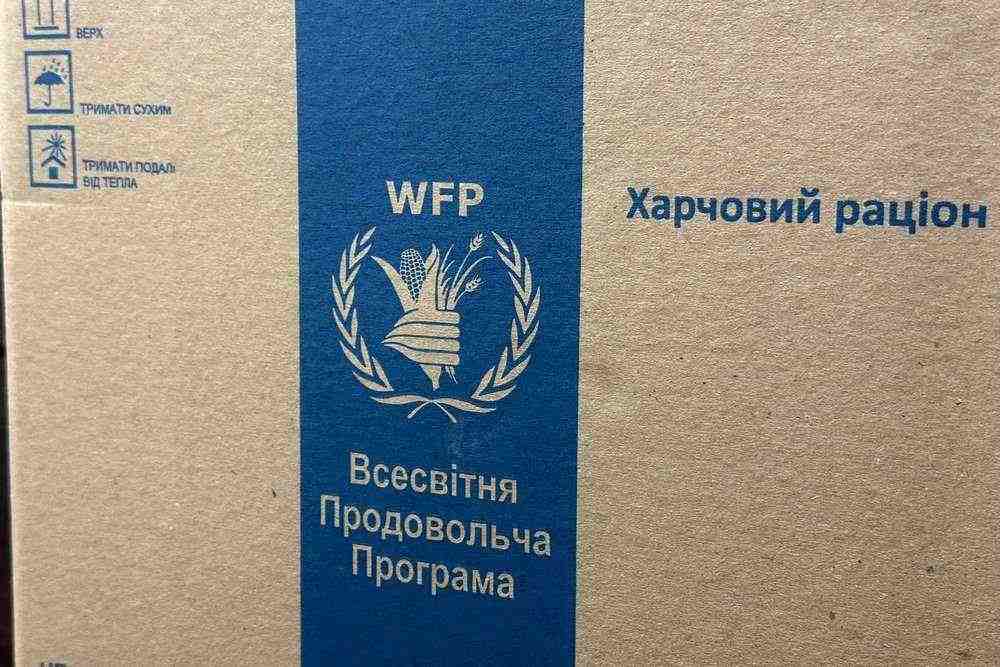 ВЕРХ
ТРИМАТИ СУХИМ
ТРИМАТИ ПОДАЛІ
ВІД ТЕПЛА
WFP
Всесвітня
Продовольча
Програма
Харчовий раціон